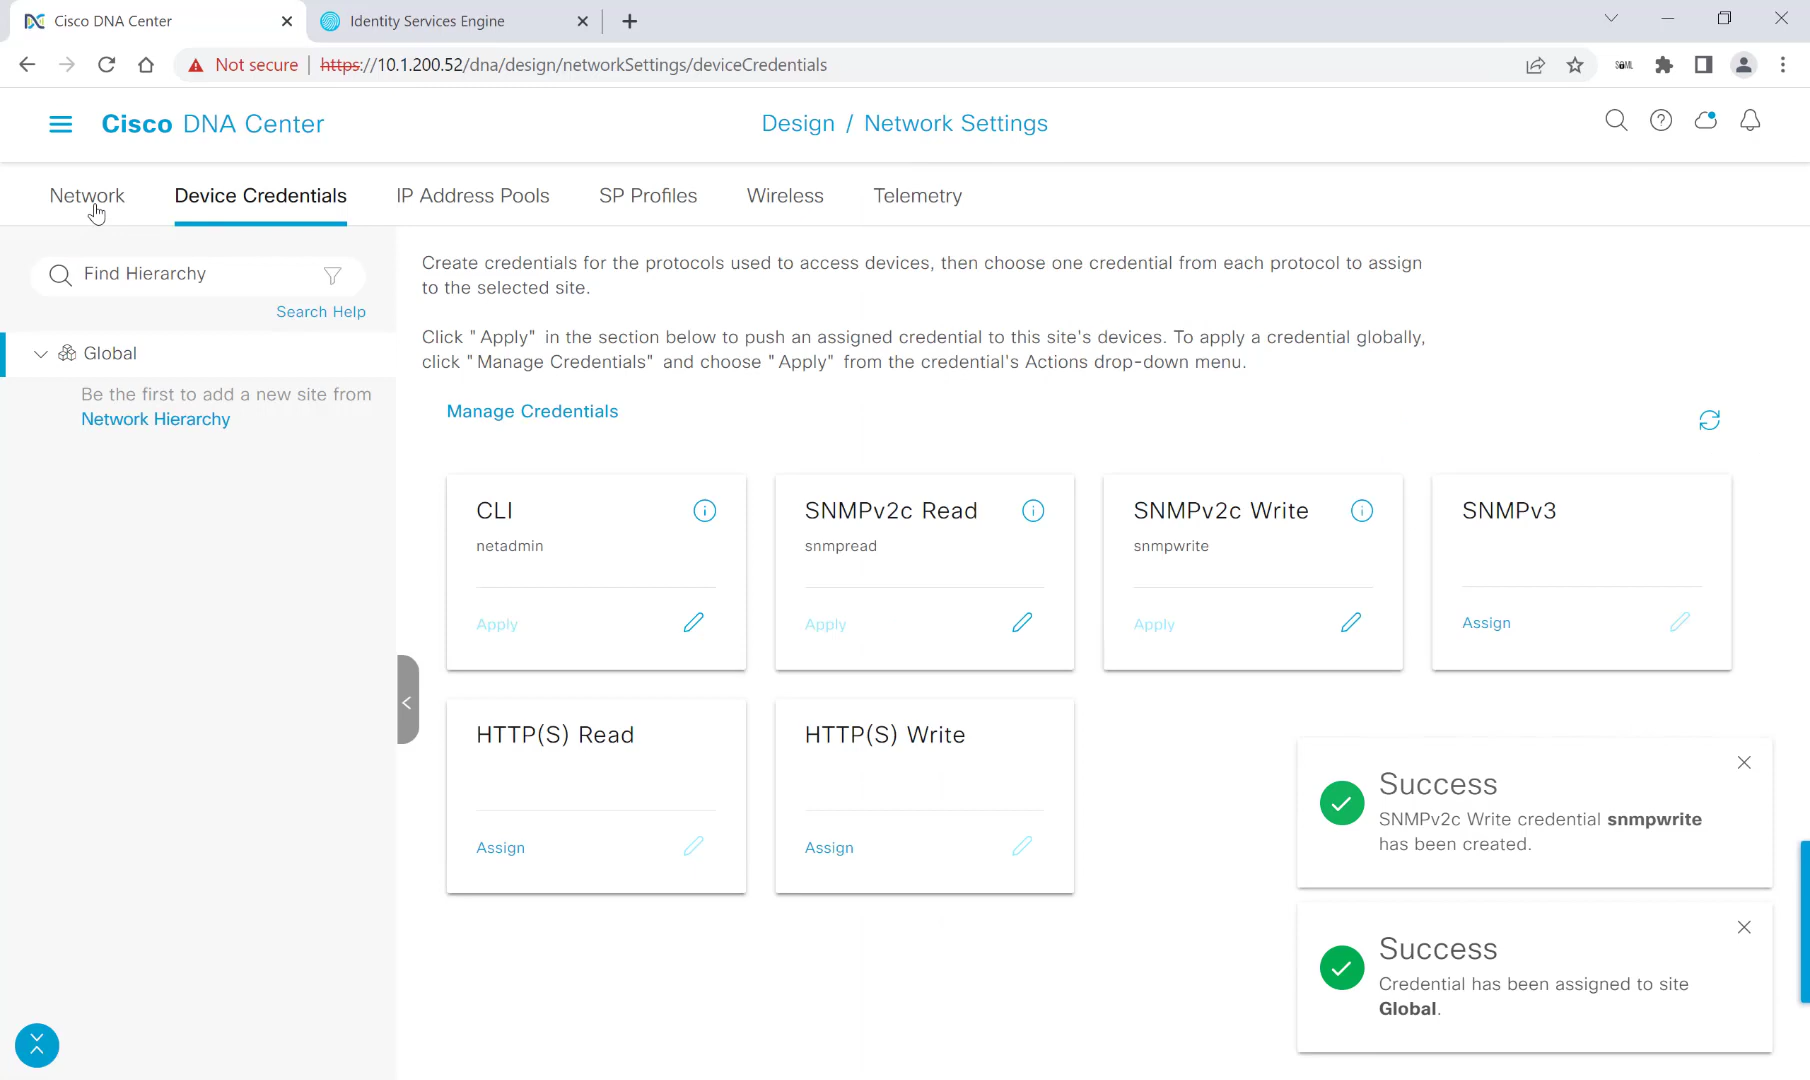 Cisco DNA Center
Identity Services Engine
Not secure
https://10.1.200.52/dna/design/networkSettings/deviceCredentials
Cisco DNA Center
Design / Network Settings
Network
Device Credentials
IP Address Pools
SP Profiles
Wireless
Telemetry
Find Hierarchy
Search Help
Global
Be the first to add a new site from
Network Hierarchy
Create credentials for the protocols used to access devices, then choose one credential from each protocol to assign
to the selected site.
Click "Apply" in the section below to push an assigned credential to this site's devices. To apply a credential globally,
click "Manage Credentials" and choose "Apply" from the credential's Actions drop-down menu.
Manage Credentials
CLI
netadmin
Apply
SNMPv2c Read
snmpread
Apply
SNMPv2c Write
snmpwrite
Apply
SNMPv3
Assign
HTTP(S) Read
Assign
HTTP(S) Write
Assign
Success
SNMPv2c Write credential snmpwrite
has been created.
Success
Credential has been assigned to site
Global.